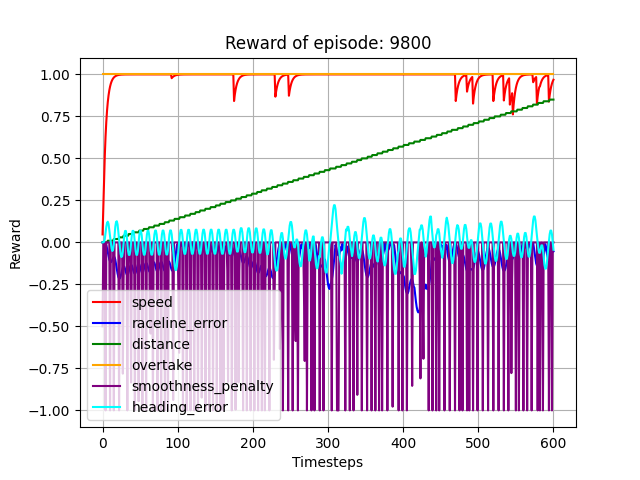 Reward of episode: 9800
Reward
1.00
0.75
0.50
0.25
0.00
−0.25
−0.50
−0.75
−1.00
speed
raceline_error
distance
overtake
smoothness_penalty
heading_error
0 100 200 300 400 500 600
Timesteps